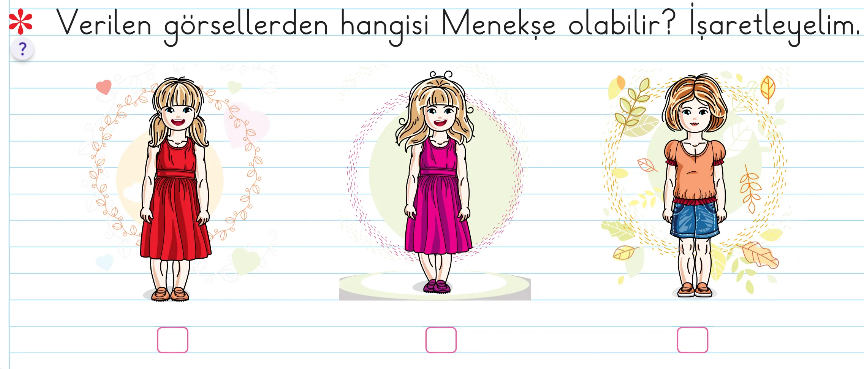 * Verilen görsellerden hangisi Menekşe olabilir? İşaretleyelim.
?